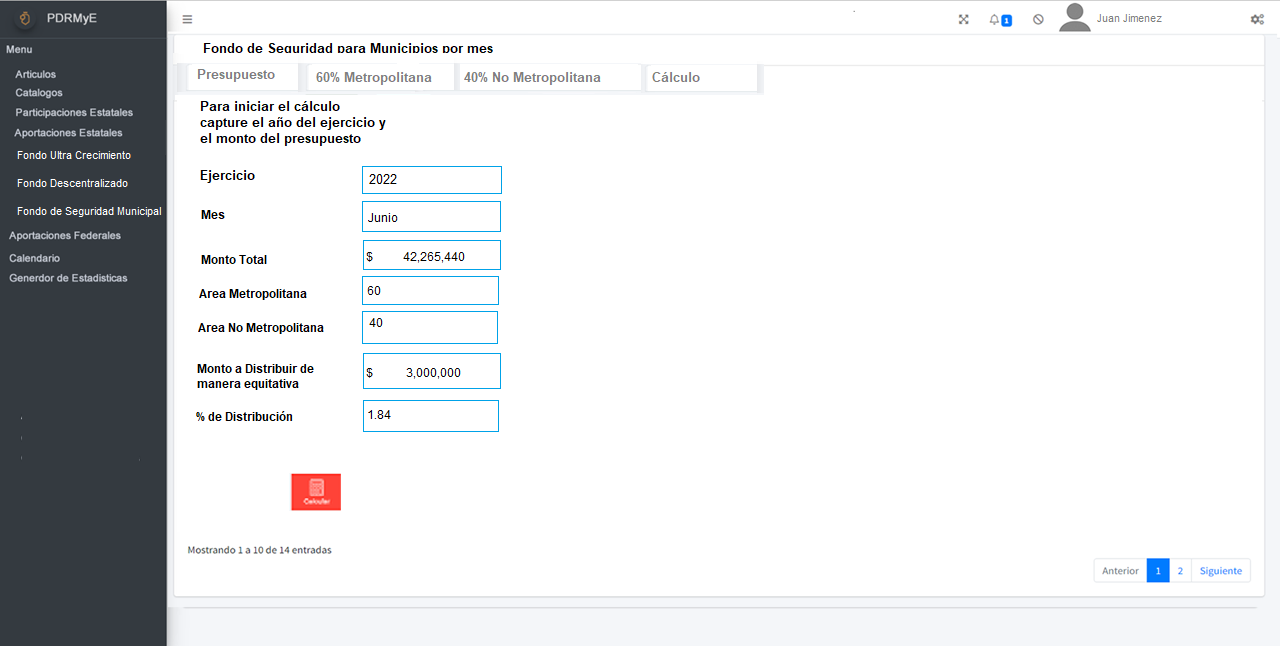 PDRMyE
1
Juan Jimenez
Menu
Articulos
Catalogos
Participaciones Estatales
Aportaciones Estatales
Fondo Ultra Crecimiento
Fondo Descentralizado
Fondo de Seguridad Municipal
Aportaciones Federales
Calendario
Generdor de Estadisticas
Fondo de Seguridad para Municipios por mes
Presupuesto
60% Metropolitana
40% No Metropolitana
Cálculo
Para iniciar el cálculo
capture el año del ejercicio y
el monto del presupuesto
Ejercicio
2022
Mes
Junio
Monto Total
$ 42,265,440
Area Metropolitana
60
Area No Metropolitana
40
Monto a Distribuir de
manera equitativa
$ 3,000,000
% de Distribución
1.84
Calcular
Mostrando 1 a 10 de 14 entradas
Anterior 1 2 Siguiente